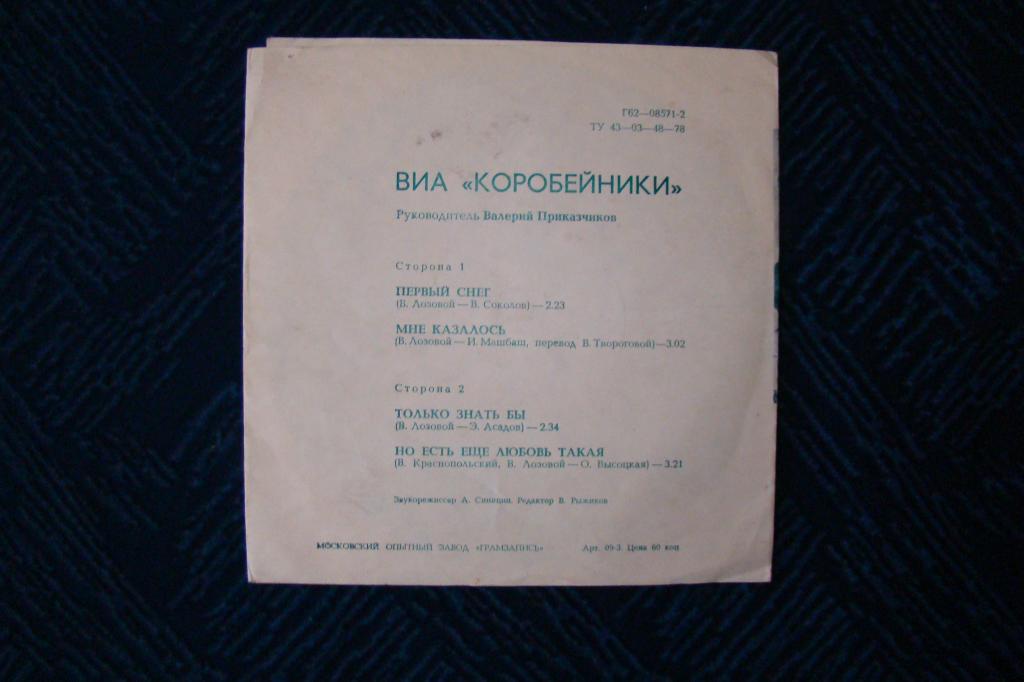 Г62—08571-2
ТУ 43—03—48—78
ВИА «КОРОБЕЙНИКИ»
Руководитель Валерий Приказчиков
Сторона 1
ПЕРВЫЙ СНЕГ
(В. Лозовой — В. Соколов) — 2.23
МНЕ КАЗАЛОСЬ
(В. Лозовой — И. Машбаш, перевод В. Твороговой)—3.02
Сторона 2
ТОЛЬКО ЗНАТЬ БЫ
(В. Лозовой — Э. Асадов) — 2.34
НО ЕСТЬ ЕЩЕ ЛЮБОВЬ ТАКАЯ
(В. Краснопольский, В. Лозовой — О. Высоцкая) — 3.21
Звукорежиссер А. Синицин. Редактор В. Рыжиков
МОСКОВСКИЙ ОПЫТНЫЙ ЗАВОД «ГРАМЗАПИСЬ» Арт. 09-3. Цена 60 коп